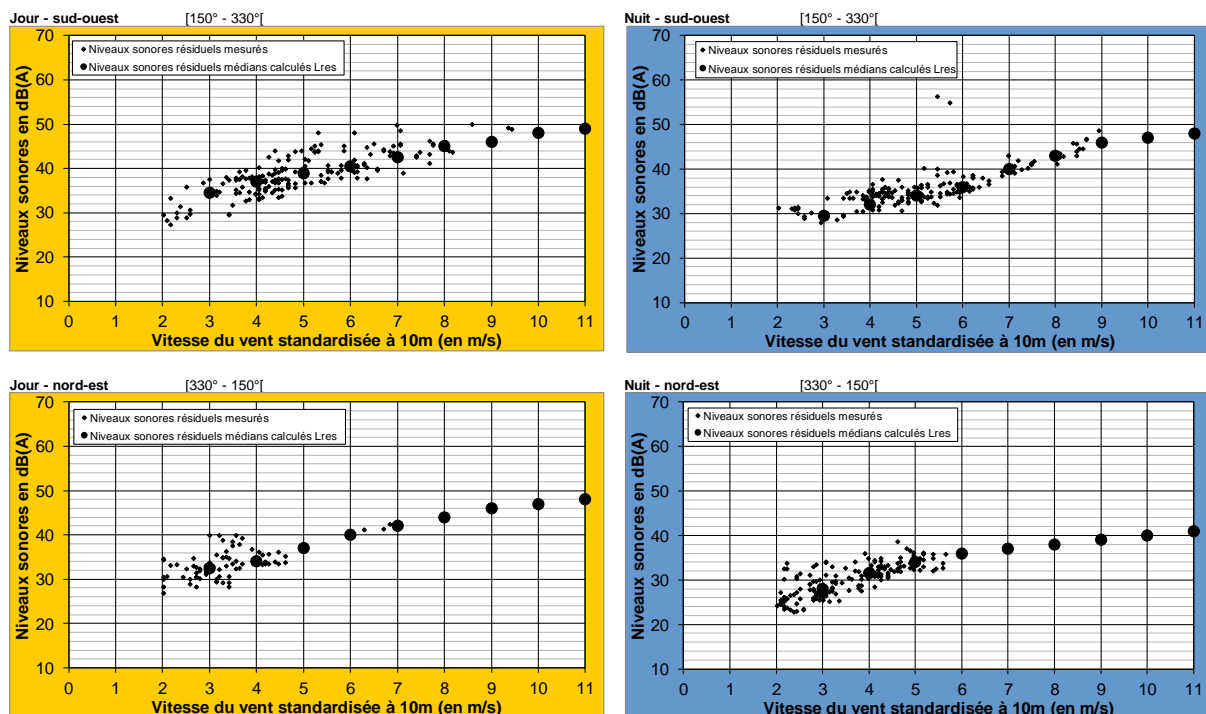 Jour - sud-ouest [150° - 330°[
Niveaux sonores en dB(A)
70
60
50
40
30
20
10
Niveaux sonores résiduels mesurés
Niveaux sonores résiduels médians calculés Lres
0 1 2 3 4 5 6 7 8 9 10 11
Vitesse du vent standardisée à 10m (en m/s)
Nuit - sud-ouest [150° - 330°[
Niveaux sonores en dB(A)
70
60
50
40
30
20
10
Niveaux sonores résiduels mesurés
Niveaux sonores résiduels médians calculés Lres
0 1 2 3 4 5 6 7 8 9 10 11
Vitesse du vent standardisée à 10m (en m/s)
Jour - nord-est [330° - 150°[
Niveaux sonores en dB(A)
70
60
50
40
30
20
10
Niveaux sonores résiduels mesurés
Niveaux sonores résiduels médians calculés Lres
0 1 2 3 4 5 6 7 8 9 10 11
Vitesse du vent standardisée à 10m (en m/s)
Nuit - nord-est [330° - 150°[
Niveaux sonores en dB(A)
70
60
50
40
30
20
10
Niveaux sonores résiduels mesurés
Niveaux sonores résiduels médians calculés Lres
0 1 2 3 4 5 6 7 8 9 10 11
Vitesse du vent standardisée à 10m (en m/s)